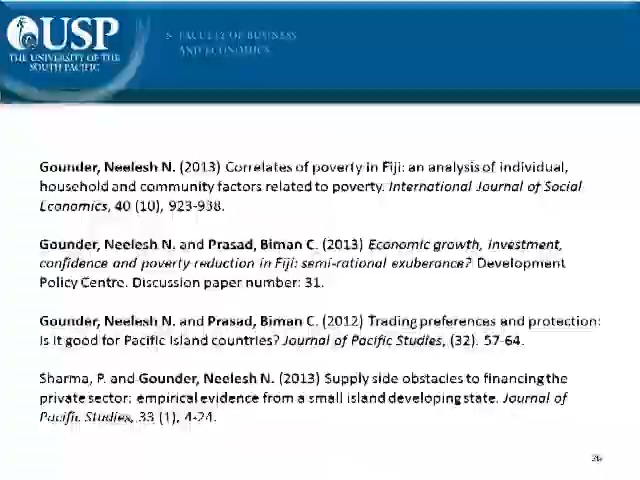 USP
THE UNIVERSITY OF THE
SOUTH PACIFIC
FACULTY OF BUSINESS
AND ECONOMICS
Gounder, Neelesh N. (2013) Correlates of poverty in Fiji: an analysis of individual,
household and community factors related to poverty. International Journal of Social
Economics, 40 (10), 923-938.
Gounder, Neelesh N. and Prasad, Biman C. (2013) Economic growth, investment,
confidence and poverty reduction in Fiji: semi-rational exuberance? Development
Policy Centre. Discussion paper number: 31.
Gounder, Neelesh N. and Prasad, Biman C. (2012) Trading preferences and protection:
Is it good for Pacific Island countries? Journal of Pacific Studies, (32). 57-64.
Sharma, P. and Gounder, Neelesh N. (2013) Supply side obstacles to financing the
private sector: empirical evidence from a small island developing state. Journal of
Pacific Studies, 33 (1), 4-24.